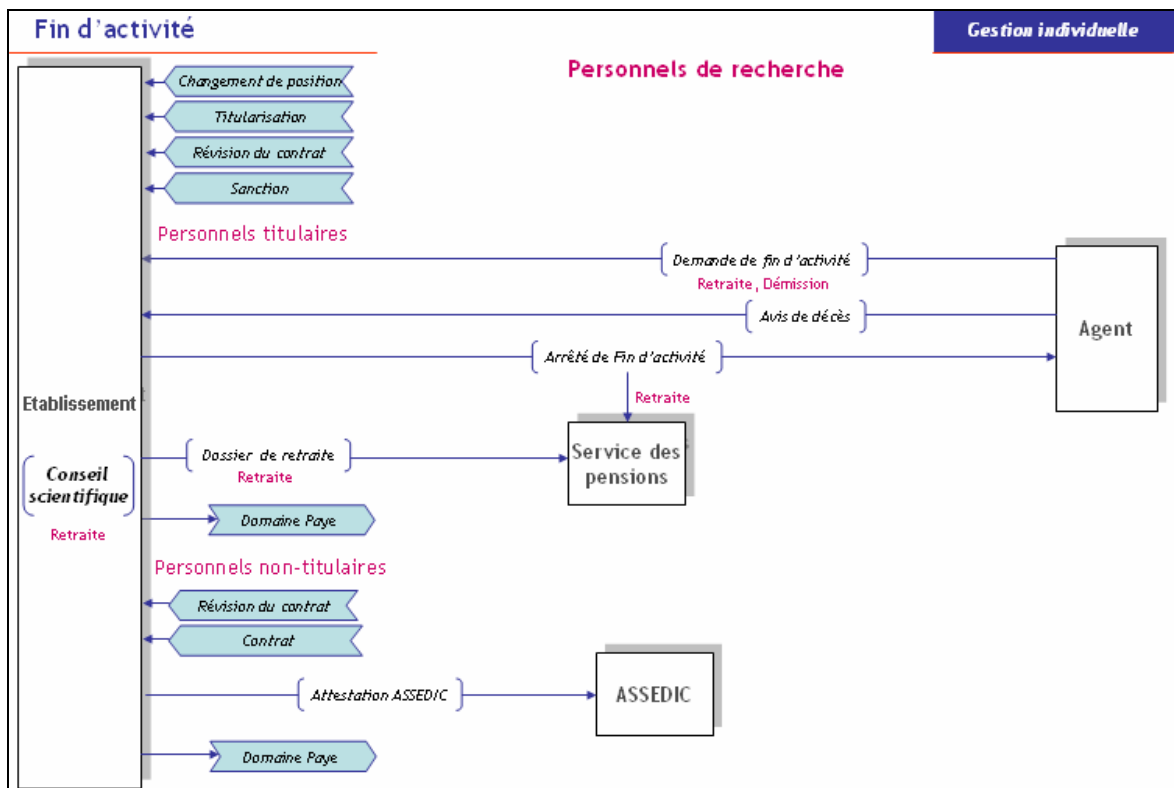 Fin d'activité
Gestion individuelle
Personnels de recherche
Changement de position
Titularisation
Révision du contrat
Sanction
Personnels titulaires
Demande de fin d'activité
Retraite, Démission
Avis de décès
Agent
Arrêté de Fin d'activité
Retraite
Etablissement
Dossier de retraite
Retraite
Service des
pensions
Conseil
scientifique
Retraite
Domaine Paye
Personnels non-titulaires
Révision du contrat
Contrat
Attestation ASSEDIC
ASSEDIC
Domaine Paye